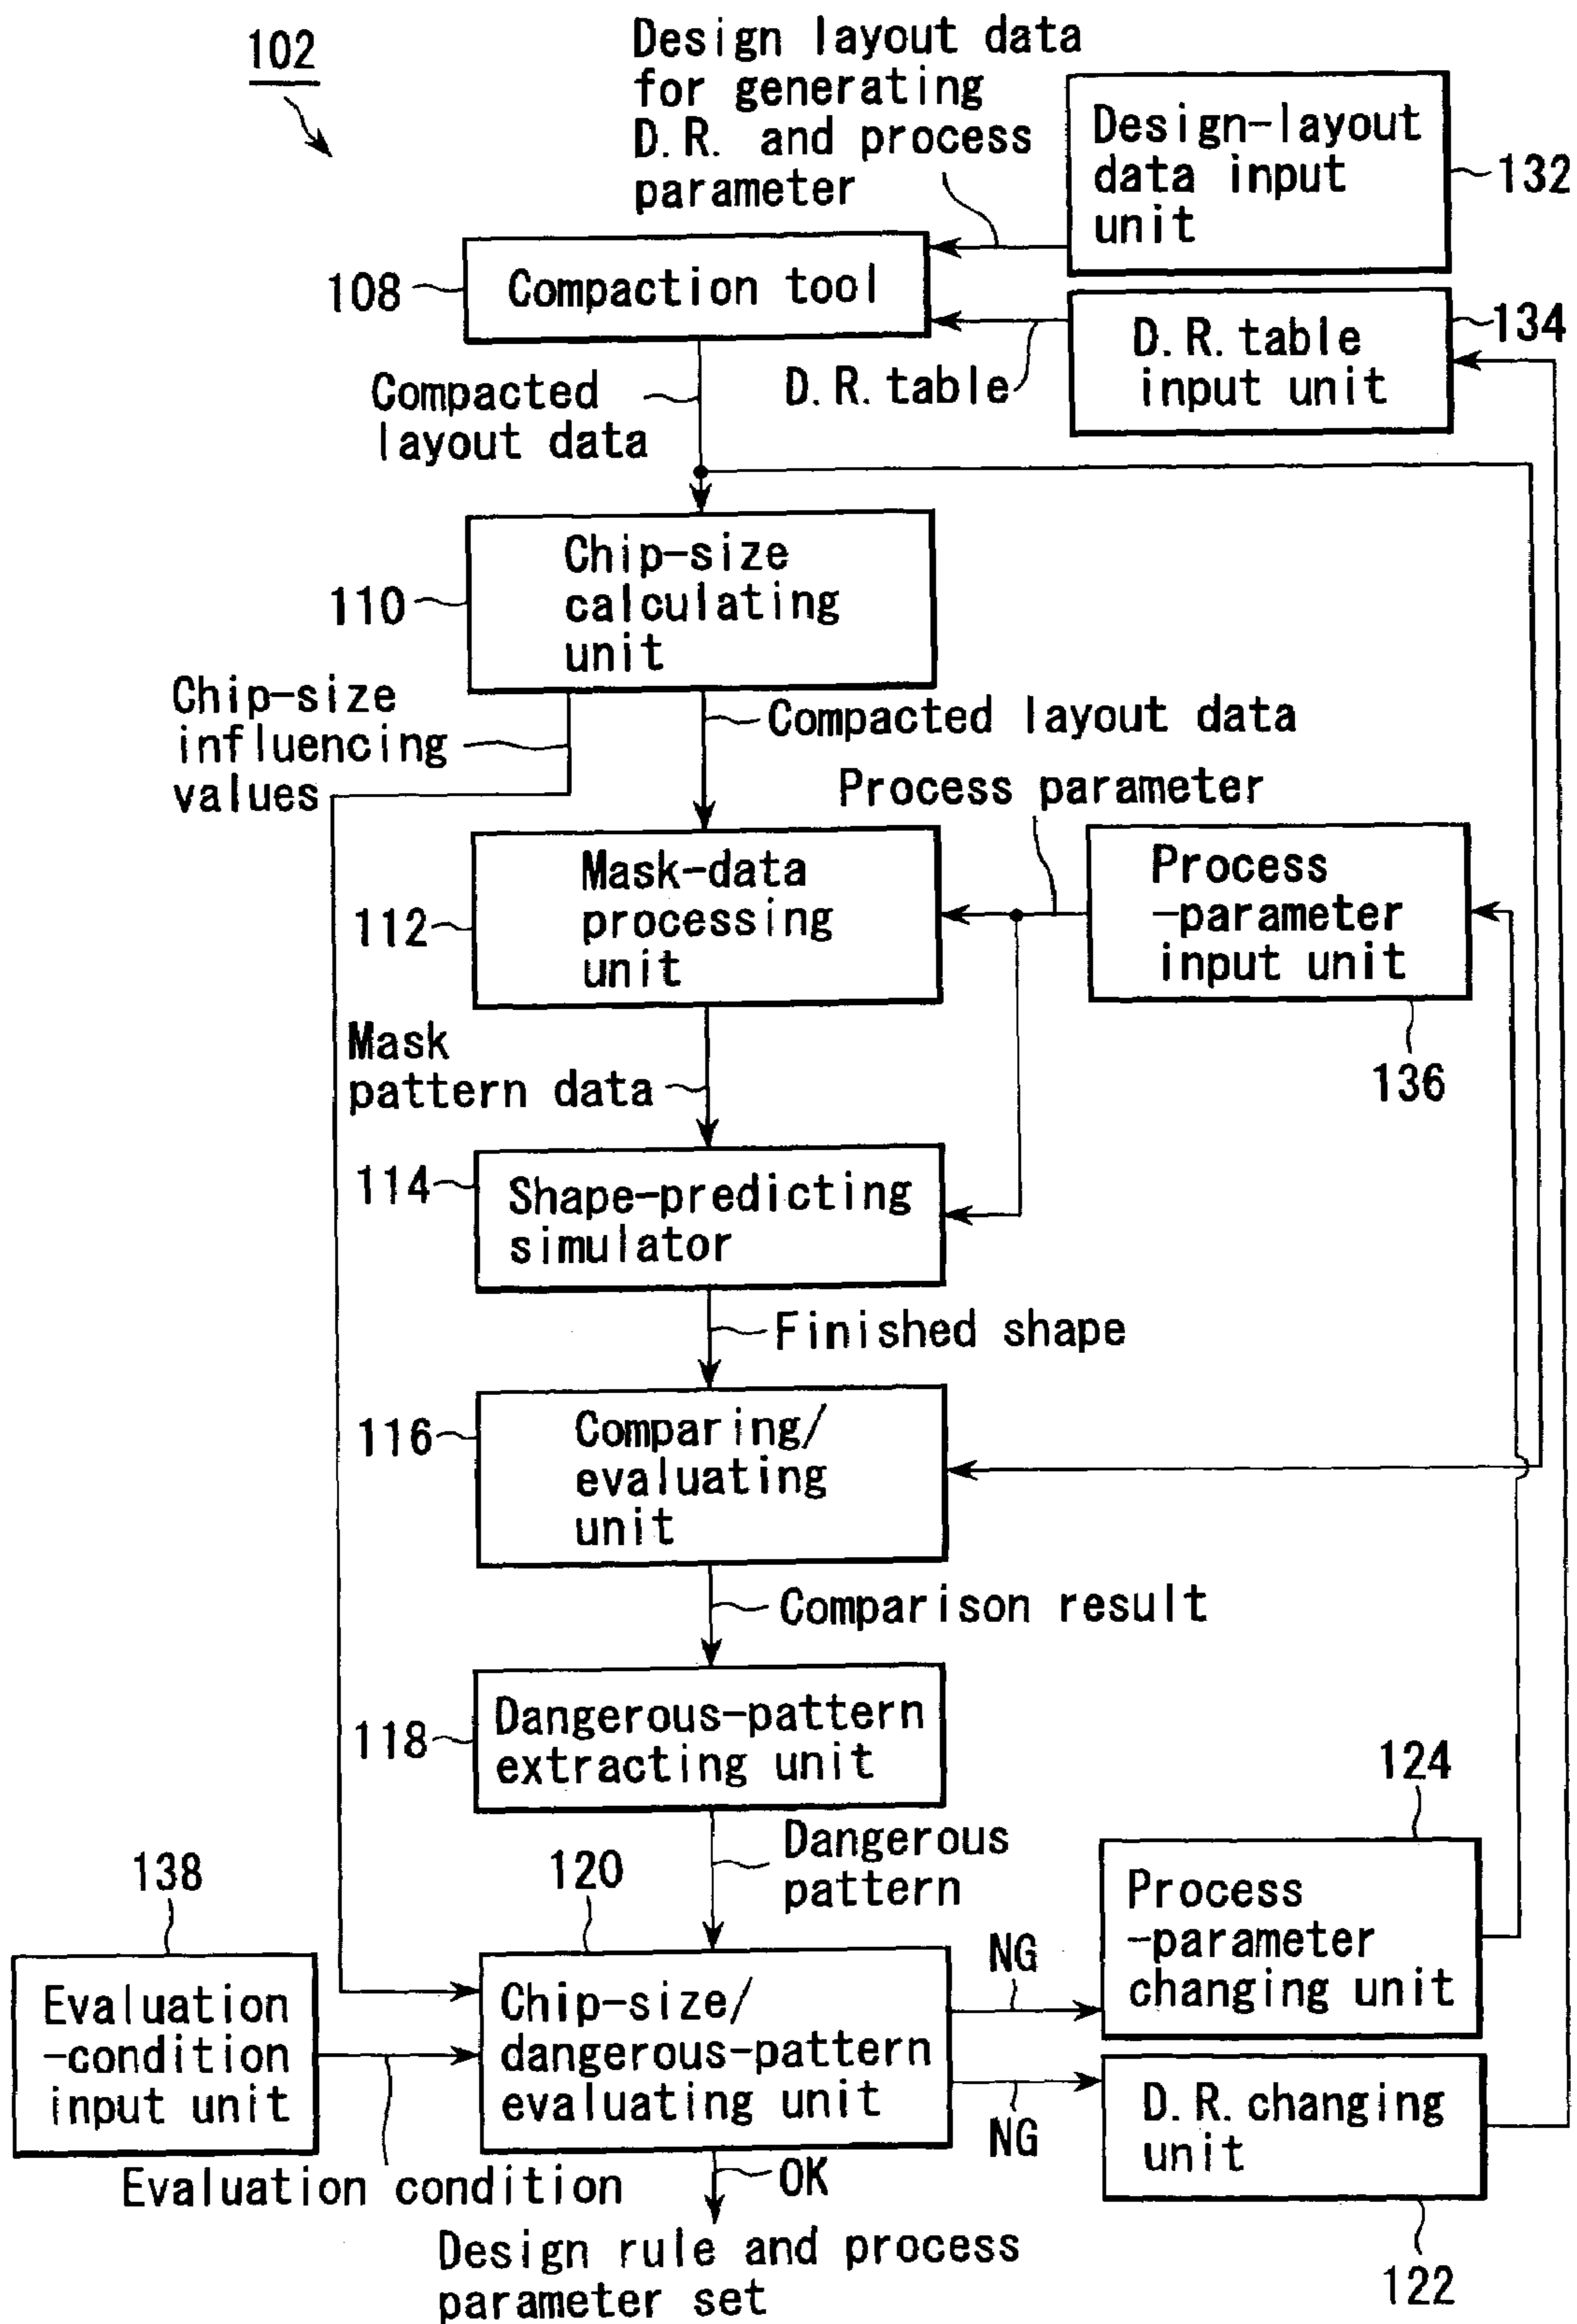 102
Design layout data
for generating
D.R. and process
parameter
Design-layout
data input
unit
132
108
Compaction tool
D.R. table
input unit
134
D.R. table
Compacted
layout data
Chip-size
calculating
unit
110
Chip-size
influencing
values
Compacted layout data
Process parameter
Mask-data
processing
unit
112
Process
-parameter
input unit
136
Mask
pattern data
114
Shape-predicting
simulator
Finished shape
116
Comparing/
evaluating
unit
Comparison result
118
Dangerous-pattern
extracting unit
Dangerous
pattern
124
138
120
Process
-parameter
changing unit
Evaluation
-condition
input unit
Chip-size/
dangerous-pattern
evaluating unit
NG
NG
D.R. changing
unit
Evaluation condition
OK
122
Design rule and process
parameter set